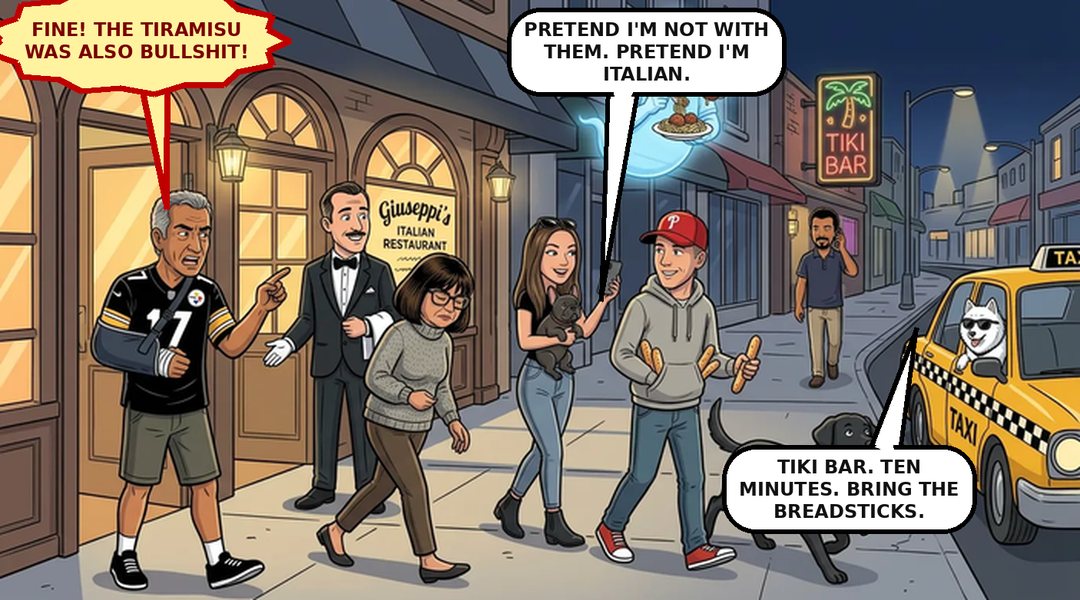 FINE! THE TIRAMISU
WAS ALSO BULLSHIT!
PRETEND I'M NOT WITH
THEM. PRETEND I'M
ITALIAN.
TIKI
BAR
Giuseppi's
ITALIAN
RESTAURANT
P
17
TAXI
TIKI BAR. TEN
MINUTES. BRING THE
BREADSTICKS.